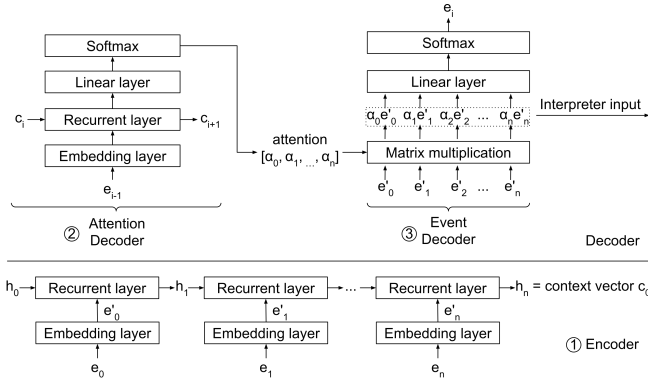 e_i
Softmax
Softmax
Linear layer
Linear layer
c_i
Recurrent layer
c_{i+1}
α_0e'_0
α_1e'_1
α_2e'_2
...
α_ne'_n
Interpreter input
attention
[α_0, α_1, ..., α_n]
Embedding layer
Matrix multiplication
e_{i-1}
e'_0
e'_1
e'_2
...
e'_n
② Attention
Decoder
③ Event
Decoder
Decoder
h_0
Recurrent layer
h_1
Recurrent layer
...
Recurrent layer
h_n = context vector c_0
e'_0
e'_1
e'_n
Embedding layer
Embedding layer
Embedding layer
① Encoder
e_0
e_1
e_n